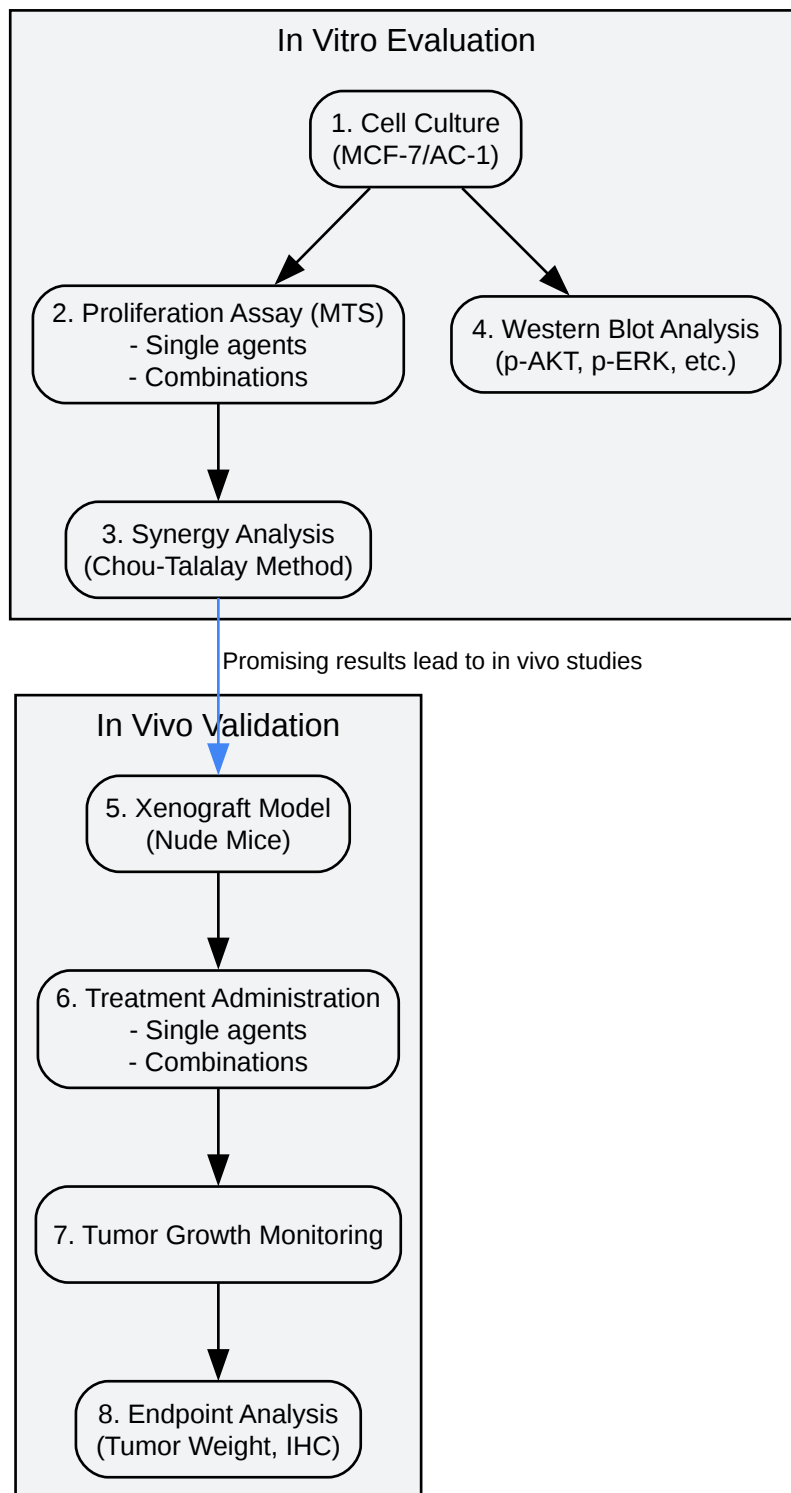 In Vitro Evaluation
1. Cell Culture
(MCF-7/AC-1)
2. Proliferation Assay (MTS)
- Single agents
- Combinations
4. Western Blot Analysis
(p-AKT, p-ERK, etc.)
3. Synergy Analysis
(Chou-Talalay Method)
Promising results lead to in vivo studies
In Vivo Validation
5. Xenograft Model
(Nude Mice)
6. Treatment Administration
- Single agents
- Combinations
7. Tumor Growth Monitoring
8. Endpoint Analysis
(Tumor Weight, IHC)